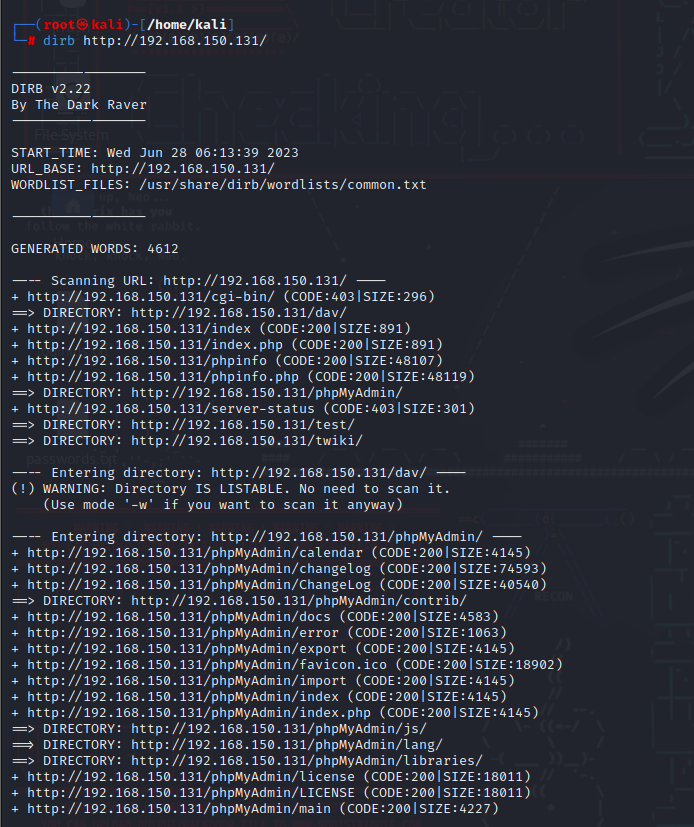 ┌──(root㉿kali)-[/home/kali]
└─# dirb http://192.168.150.131/
-----------------
DIRB v2.22
By The Dark Raver
-----------------
START_TIME: Wed Jun 28 06:13:39 2023
URL_BASE: http://192.168.150.131/
WORDLIST_FILES: /usr/share/dirb/wordlists/common.txt
-----------------
GENERATED WORDS: 4612
---- Scanning URL: http://192.168.150.131/ ----
+ http://192.168.150.131/cgi-bin/ (CODE:403|SIZE:296)
==> DIRECTORY: http://192.168.150.131/dav/
+ http://192.168.150.131/index (CODE:200|SIZE:891)
+ http://192.168.150.131/index.php (CODE:200|SIZE:891)
+ http://192.168.150.131/phpinfo (CODE:200|SIZE:48107)
+ http://192.168.150.131/phpinfo.php (CODE:200|SIZE:48119)
==> DIRECTORY: http://192.168.150.131/phpMyAdmin/
+ http://192.168.150.131/server-status (CODE:403|SIZE:301)
==> DIRECTORY: http://192.168.150.131/test/
==> DIRECTORY: http://192.168.150.131/twiki/
---- Entering directory: http://192.168.150.131/dav/ ----
(!) WARNING: Directory IS LISTABLE. No need to scan it.
(Use mode '-w' if you want to scan it anyway)
---- Entering directory: http://192.168.150.131/phpMyAdmin/ ----
+ http://192.168.150.131/phpMyAdmin/calendar (CODE:200|SIZE:4145)
+ http://192.168.150.131/phpMyAdmin/changelog (CODE:200|SIZE:74593)
+ http://192.168.150.131/phpMyAdmin/ChangeLog (CODE:200|SIZE:40540)
==> DIRECTORY: http://192.168.150.131/phpMyAdmin/contrib/
+ http://192.168.150.131/phpMyAdmin/docs (CODE:200|SIZE:4583)
+ http://192.168.150.131/phpMyAdmin/error (CODE:200|SIZE:1063)
+ http://192.168.150.131/phpMyAdmin/export (CODE:200|SIZE:4145)
+ http://192.168.150.131/phpMyAdmin/favicon.ico (CODE:200|SIZE:18902)
+ http://192.168.150.131/phpMyAdmin/import (CODE:200|SIZE:4145)
+ http://192.168.150.131/phpMyAdmin/index (CODE:200|SIZE:4145)
+ http://192.168.150.131/phpMyAdmin/index.php (CODE:200|SIZE:4145)
==> DIRECTORY: http://192.168.150.131/phpMyAdmin/js/
==> DIRECTORY: http://192.168.150.131/phpMyAdmin/lang/
==> DIRECTORY: http://192.168.150.131/phpMyAdmin/libraries/
+ http://192.168.150.131/phpMyAdmin/license (CODE:200|SIZE:18011)
+ http://192.168.150.131/phpMyAdmin/LICENSE (CODE:200|SIZE:18011)
+ http://192.168.150.131/phpMyAdmin/main (CODE:200|SIZE:4227)
Checking...
File System
follow the white rabbit.
passwords.txt